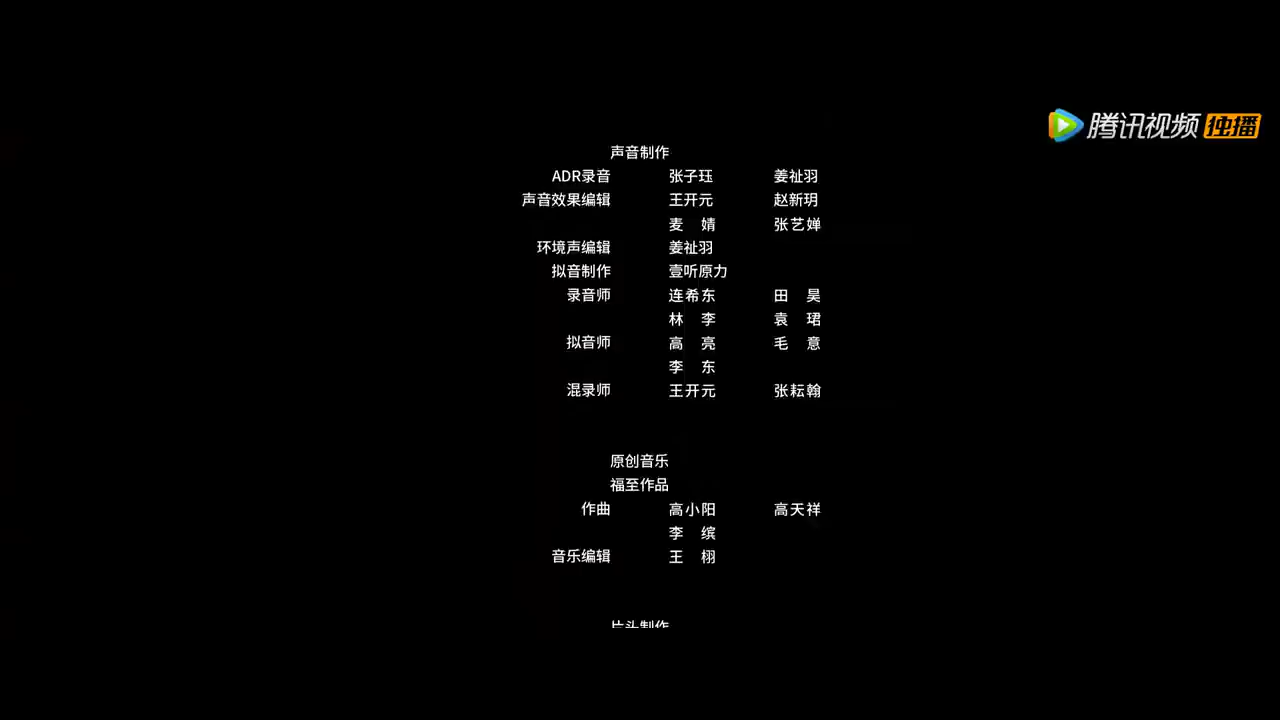 腾讯视频 独播
声音制作
ADR录音 张子珏 姜祉羽
声音效果编辑 王开元 赵新玥
麦 婧 张艺婵
环境声编辑 姜祉羽
拟音制作 壹听原力
录音师 连希东 田 昊
林 李 袁 珺
拟音师 高 亮 毛 意
李 东
混录师 王开元 张耘翰
原创音乐
福至作品
作曲 高小阳 高天祥
李 缤
音乐编辑 王 栩
片头制作